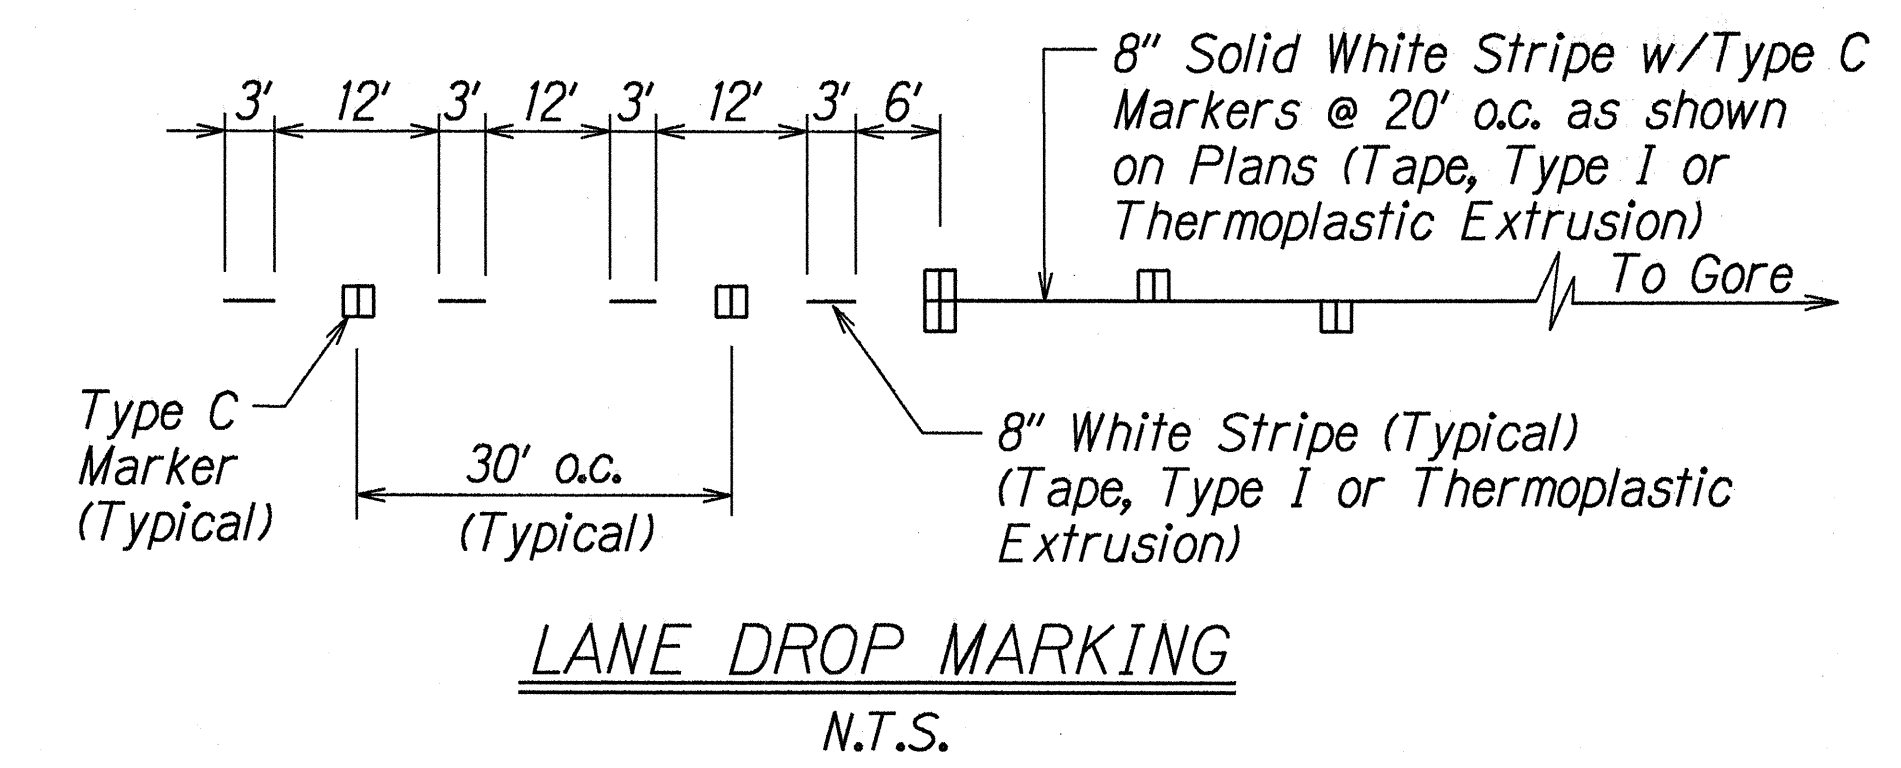 3' 12' 3' 12' 3' 12' 3' 6'
8" Solid White Stripe w/Type C
Markers @ 20' o.c. as shown
on Plans (Tape, Type I or
Thermoplastic Extrusion)
To Gore
Type C
Marker
(Typical)
30' o.c.
(Typical)
8" White Stripe (Typical)
(Tape, Type I or Thermoplastic
Extrusion)
LANE DROP MARKING
N.T.S.